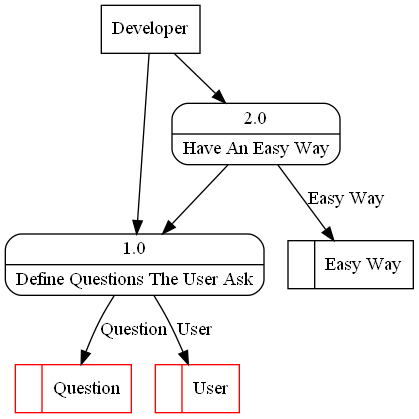 Developer
2.0
Have An Easy Way
Easy Way
1.0
Easy Way
Define Questions The User Ask
Question
User
Question
User